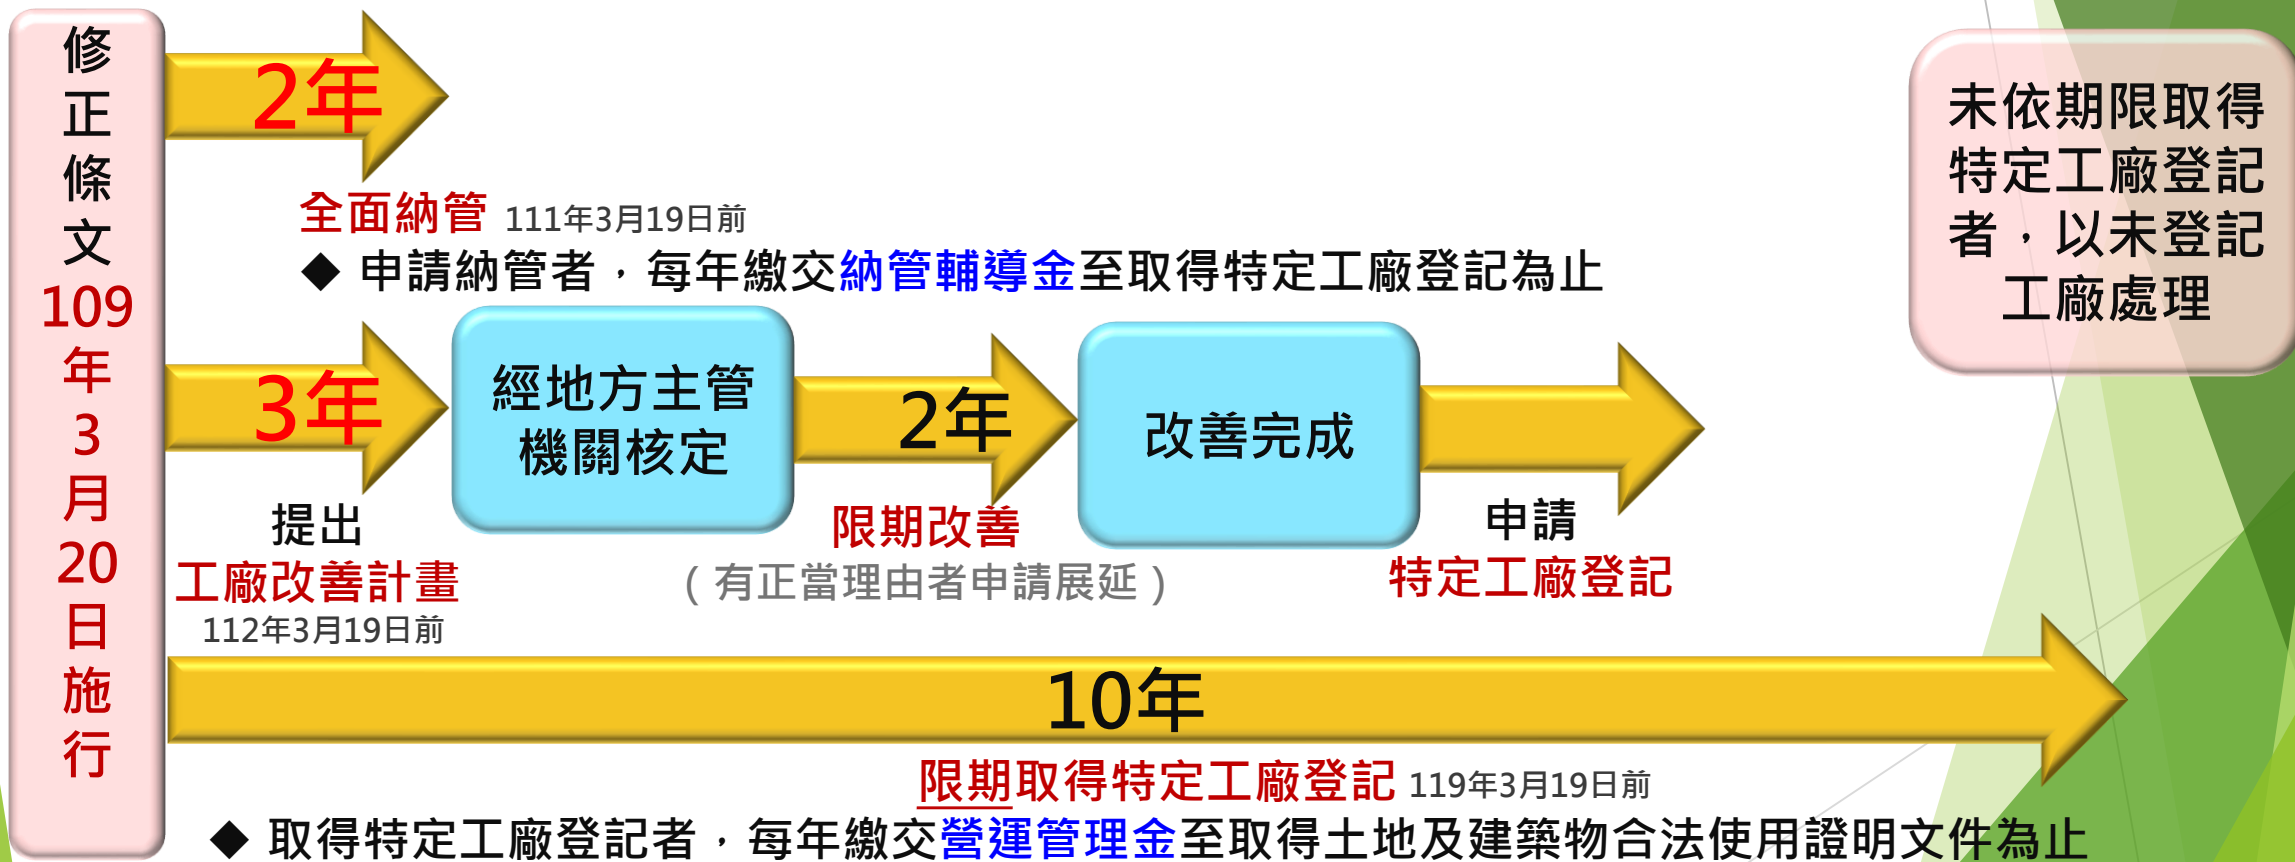 修正條文109年3月20日施行
2年
全面納管 111年3月19日前
◆ 申請納管者，每年繳交納管輔導金至取得特定工廠登記為止
3年
提出
工廠改善計畫
112年3月19日前
經地方主管
機關核定
2年
限期改善
（有正當理由者申請展延）
改善完成
申請
特定工廠登記
未依期限取得
特定工廠登記
者，以未登記
工廠處理
10年
限期取得特定工廠登記 119年3月19日前
◆ 取得特定工廠登記者，每年繳交營運管理金至取得土地及建築物合法使用證明文件為止